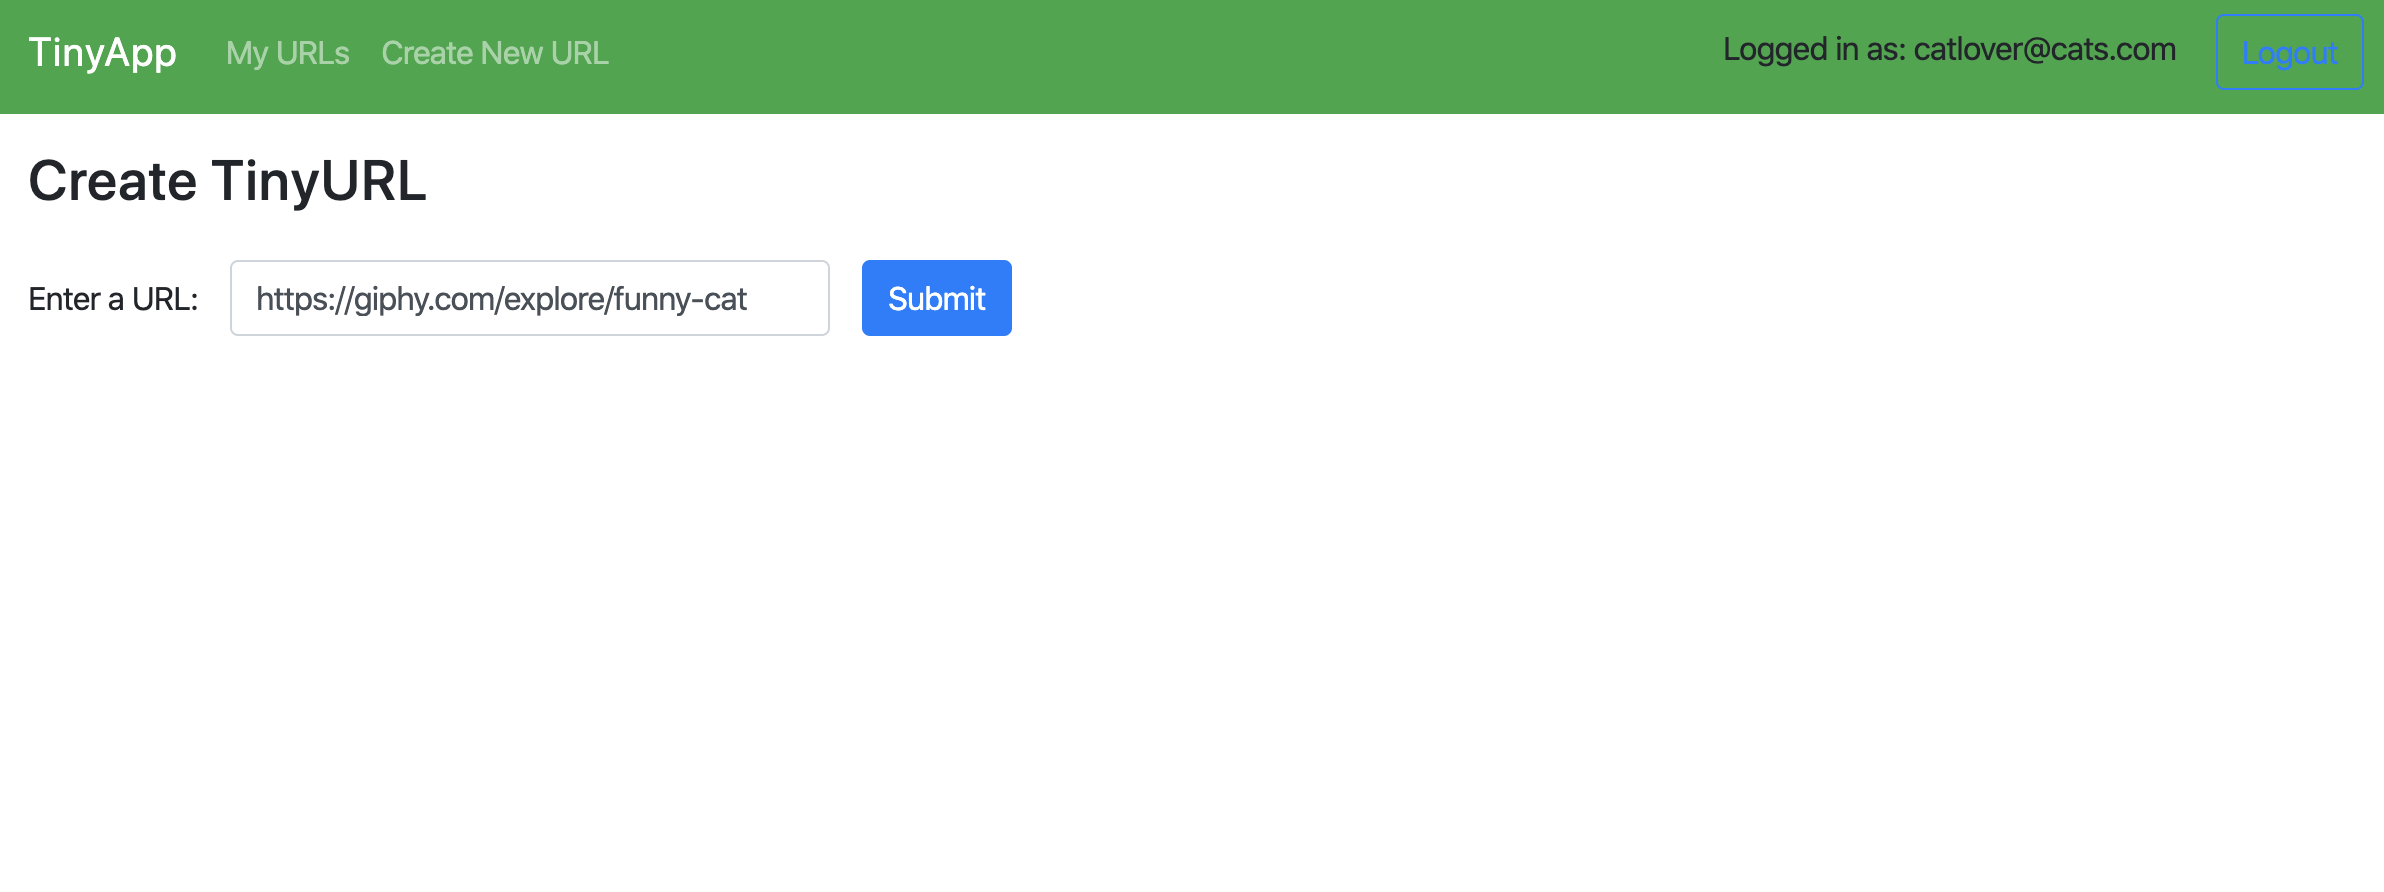 TinyApp My URLs Create New URL Logged in as: catlover@cats.com Logout
Create TinyURL
Enter a URL: https://giphy.com/explore/funny-cat Submit